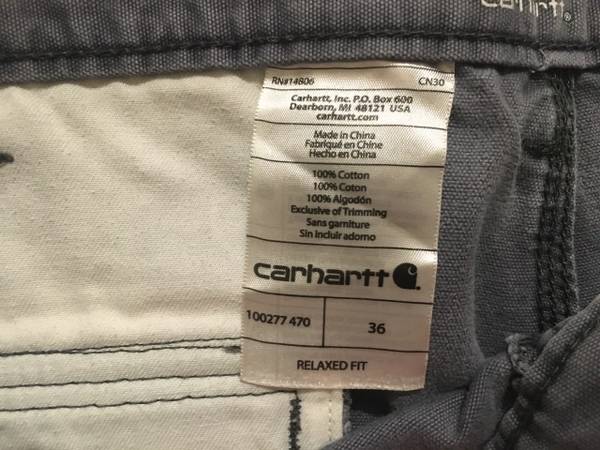 carhartt®
RN#14806 CN30
Carhartt, Inc. P.O. Box 600
Dearborn, MI 48121 USA
carhartt.com
Made in China
Fabriqué en Chine
Hecho en China
100% Cotton
100% Coton
100% Algodón
Exclusive of Trimming
Sans garniture
Sin incluir adorno
carhartt
100277 470 36
RELAXED FIT